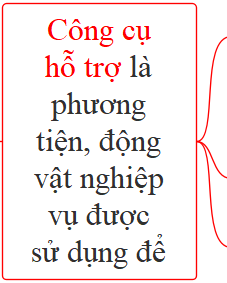 Công cụ
hỗ trợ là
phương
tiện, động
vật nghiệp
vụ được
sử dụng để